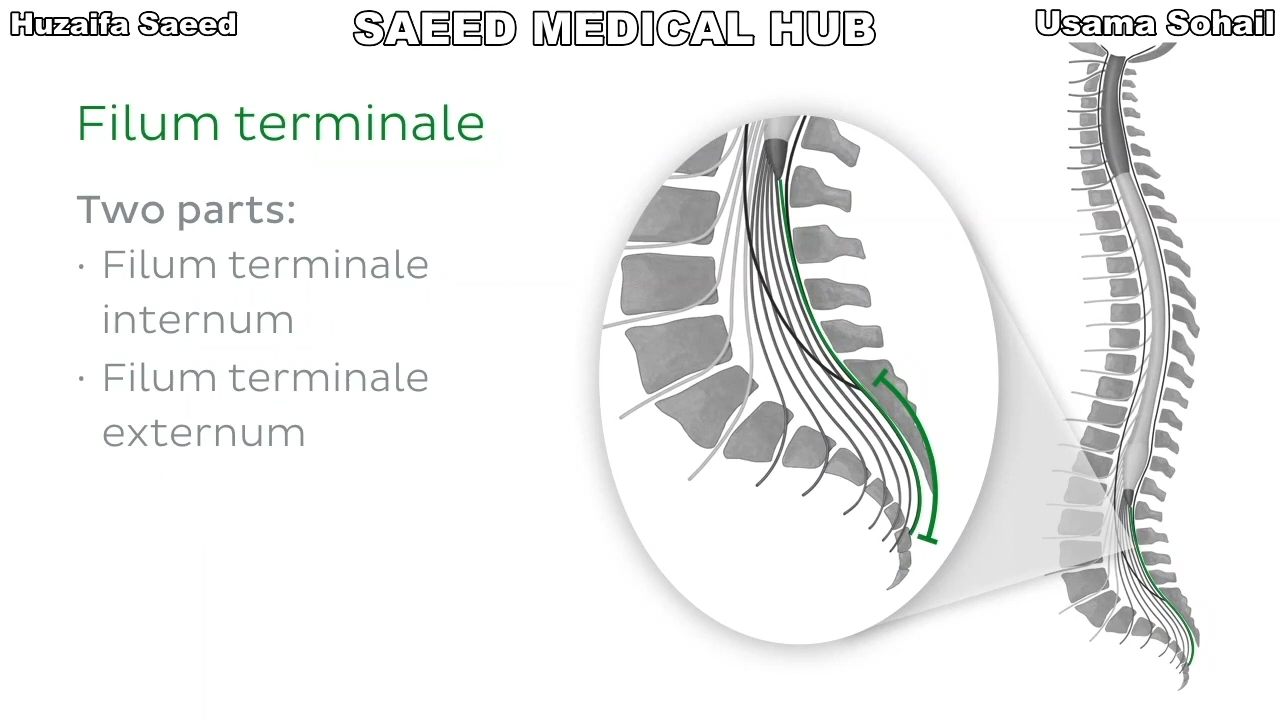 Huzaifa Saeed
SAEED MEDICAL HUB
Usama Sohail
Filum terminale
Two parts:
· Filum terminale
internum
· Filum terminale
externum